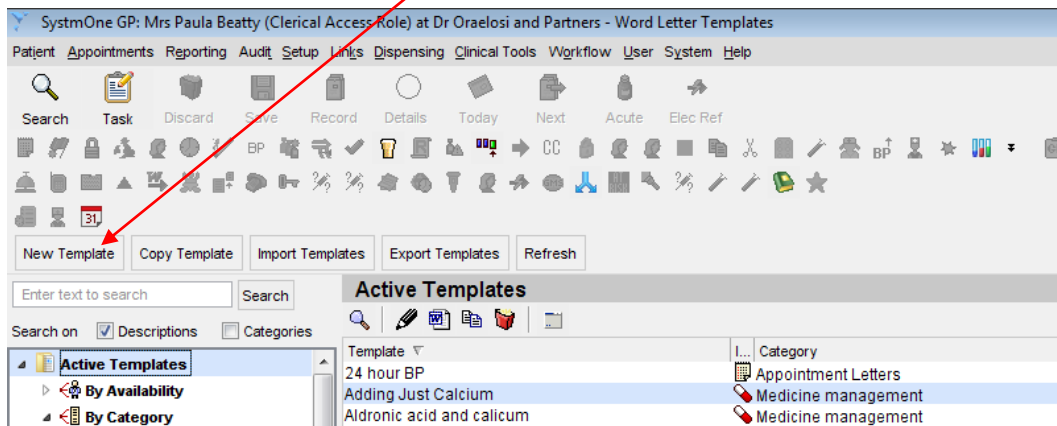 SystmOne GP: Mrs Paula Beatty (Clerical Access Role) at Dr Oraelosi and Partners - Word Letter Templates
Patient Appointments Reporting Audit Setup Links Dispensing Clinical Tools Workflow User System Help
Search Task Discard Save Record Details Today Next Acute Elec Ref
BP CC BP
31
New Template Copy Template Import Templates Export Templates Refresh
Enter text to search Search
Search on Descriptions Categories
Active Templates
By Availability
By Category
Active Templates
Template I... Category
24 hour BP Appointment Letters
Adding Just Calcium Medicine management
Aldronic acid and calicum Medicine management